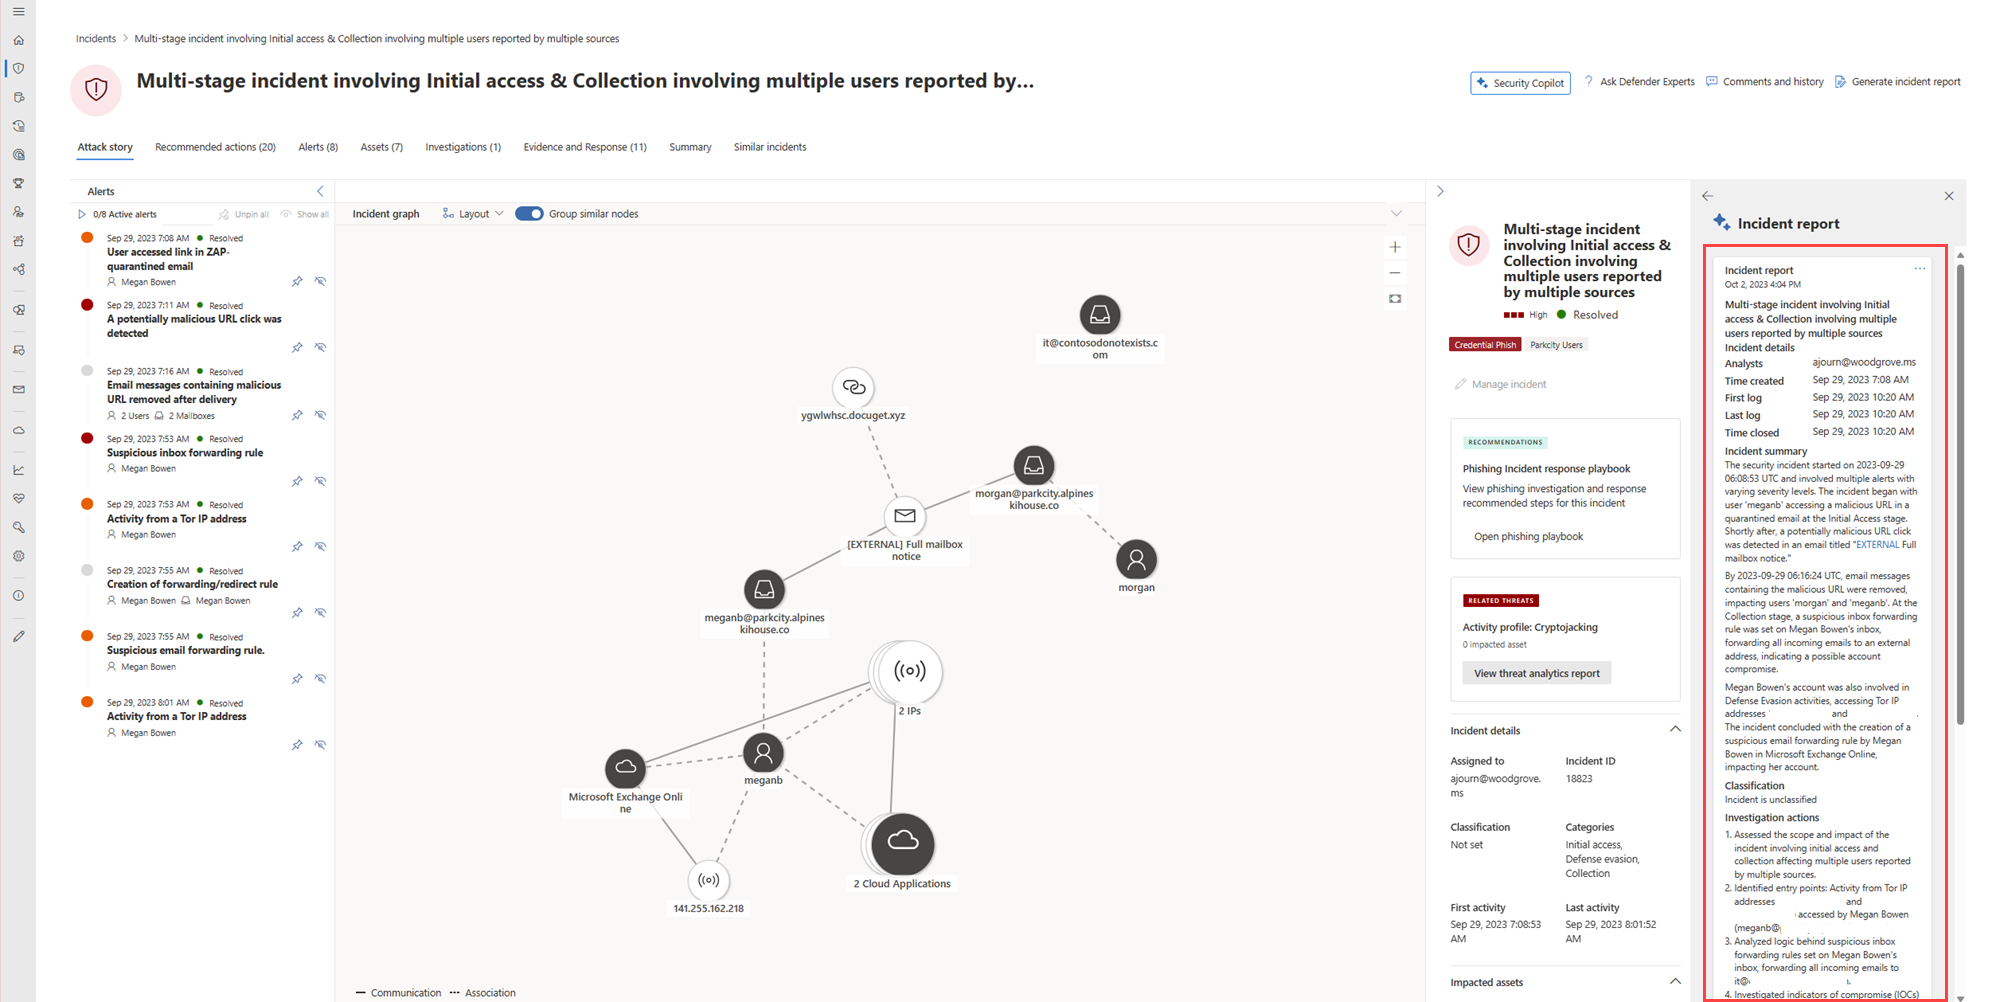 Incidents > Multi-stage incident involving Initial access & Collection involving multiple users reported by multiple sources
Multi-stage incident involving Initial access & Collection involving multiple users reported by...
Security Copilot
? Ask Defender Experts
Comments and history
Generate incident report
Attack story
Recommended actions (20)
Alerts (8)
Assets (7)
Investigations (1)
Evidence and Response (11)
Summary
Similar incidents
Alerts
0/8 Active alerts
Unpin all
Show all
Sep 29, 2023 7:08 AM Resolved
User accessed link in ZAP-
quarantined email
Megan Bowen
Sep 29, 2023 7:11 AM Resolved
A potentially malicious URL click was
detected
Sep 29, 2023 7:16 AM Resolved
Email messages containing malicious
URL removed after delivery
2 Users 2 Mailboxes
Sep 29, 2023 7:53 AM Resolved
Suspicious inbox forwarding rule
Megan Bowen
Sep 29, 2023 7:53 AM Resolved
Activity from a Tor IP address
Megan Bowen
Sep 29, 2023 7:55 AM Resolved
Creation of forwarding/redirect rule
Megan Bowen Megan Bowen
Sep 29, 2023 7:55 AM Resolved
Suspicious email forwarding rule.
Megan Bowen
Sep 29, 2023 8:01 AM Resolved
Activity from a Tor IP address
Megan Bowen
Incident graph
Layout
Group similar nodes
it@contosodonotexists.c
om
ygwlwhsc.docuget.xyz
morgan@parkcity.alpines
kihouse.co
[EXTERNAL] Full mailbox
notice
morgan
meganb@parkcity.alpines
kihouse.co
2 IPs
meganb
Microsoft Exchange Onli
ne
2 Cloud Applications
141.255.162.218
Communication
Association
Multi-stage incident
involving Initial access &
Collection involving
multiple users reported
by multiple sources
High Resolved
Credential Phish
Parkcity Users
Manage incident
RECOMMENDATIONS
Phishing Incident response playbook
View phishing investigation and response
recommended steps for this incident
Open phishing playbook
RELATED THREATS
Activity profile: Cryptojacking
0 impacted asset
View threat analytics report
Incident details
Assigned to
ajourn@woodgrove.
ms
Incident ID
18823
Classification
Not set
Categories
Initial access,
Defense evasion,
Collection
First activity
Sep 29, 2023 7:08:53
AM
Last activity
Sep 29, 2023 8:01:52
AM
Impacted assets
Incident report
Incident report
Oct 2, 2023 4:04 PM
Multi-stage incident involving Initial
access & Collection involving multiple
users reported by multiple sources
Incident details
Analysts ajourn@woodgrove.ms
Time created Sep 29, 2023 7:08 AM
First log Sep 29, 2023 10:20 AM
Last log Sep 29, 2023 10:20 AM
Time closed Sep 29, 2023 10:20 AM
Incident summary
The security incident started on 2023-09-29
06:08:53 UTC and involved multiple alerts with
varying severity levels. The incident began with
user 'meganb' accessing a malicious URL in a
quarantined email at the Initial Access stage.
Shortly after, a potentially malicious URL click
was detected in an email titled "EXTERNAL Full
mailbox notice."
By 2023-09-29 06:16:24 UTC, email messages
containing the malicious URL were removed,
impacting users 'morgan' and 'meganb'. At the
Collection stage, a suspicious inbox forwarding
rule was set on Megan Bowen's inbox,
forwarding all incoming emails to an external
address, indicating a possible account
compromise.
Megan Bowen's account was also involved in
Defense Evasion activities, accessing Tor IP
addresses and
The incident concluded with the creation of a
suspicious email forwarding rule by Megan
Bowen in Microsoft Exchange Online,
impacting her account.
Classification
Incident is unclassified
Investigation actions
1. Assessed the scope and impact of the
incident involving initial access and
collection affecting multiple users reported
by multiple sources.
2. Identified entry points: Activity from Tor IP
addresses and
accessed by Megan Bowen
(meganb@
3. Analyzed logic behind suspicious inbox
forwarding rules set on Megan Bowen's
inbox, forwarding all incoming emails to
it@
4. Investigated indicators of compromise (IOCs)